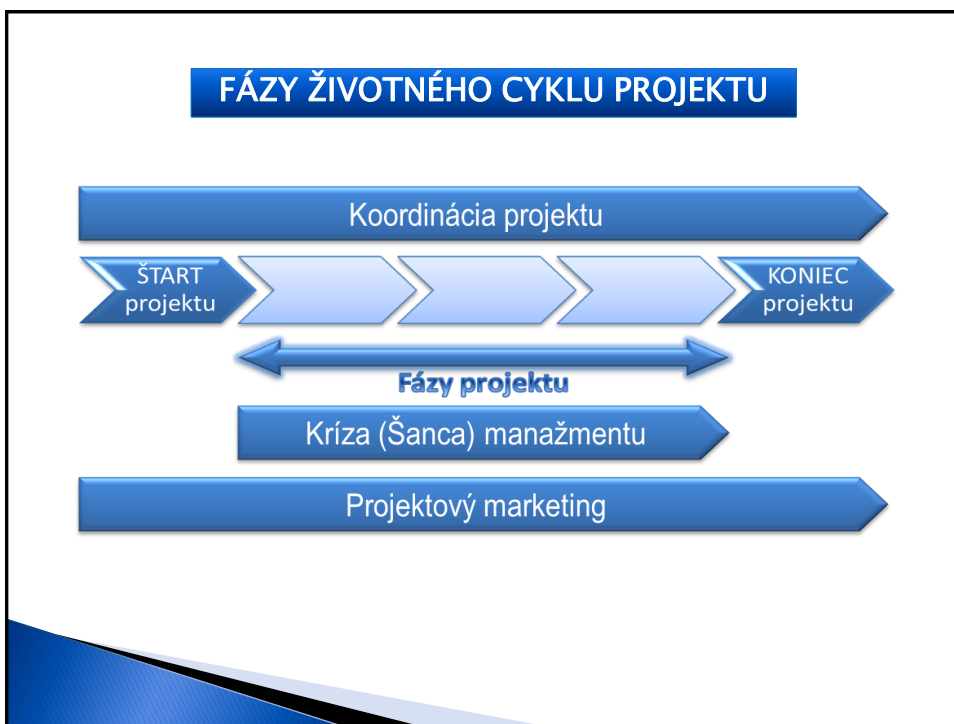 FÁZY ŽIVOTNÉHO CYKLU PROJEKTU
Koordinácia projektu
ŠTART
projektu
KONIEC
projektu
Fázy projektu
Kríza (Šanca) manažmentu
Projektový marketing